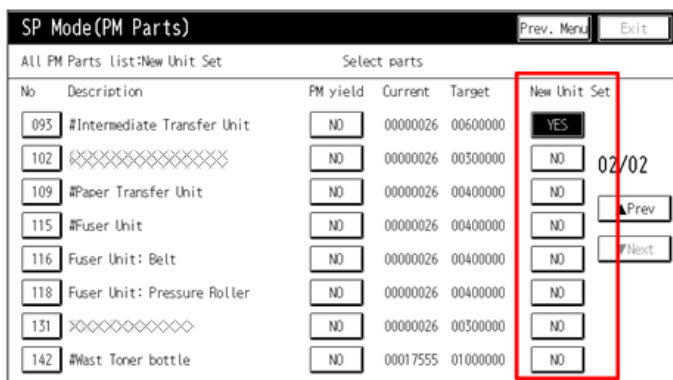 SP Mode(PM Parts) Prev. Menu Exit
All PM Parts list:New Unit Set Select parts
No Description PM yield Current Target New Unit Set
093 #Intermediate Transfer Unit NO 00000026 00600000 YES
102 NO 00000026 00300000 NO
02/02
109 #Paper Transfer Unit NO 00000026 00400000 NO
▲Prev
115 #Fuser Unit NO 00000026 00400000 NO
▼Next
116 Fuser Unit: Belt NO 00000026 00400000 NO
118 Fuser Unit: Pressure Roller NO 00000026 00400000 NO
131 NO 00000026 00300000 NO
142 #Wast Toner bottle NO 00017555 01000000 NO